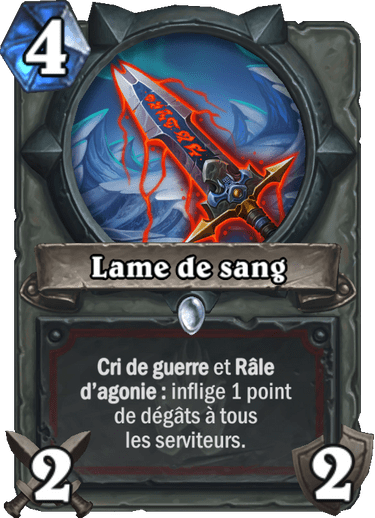 4
Lame de sang
Cri de guerre et Râle
d’agonie : inflige 1 point
de dégâts à tous
les serviteurs.
2
2